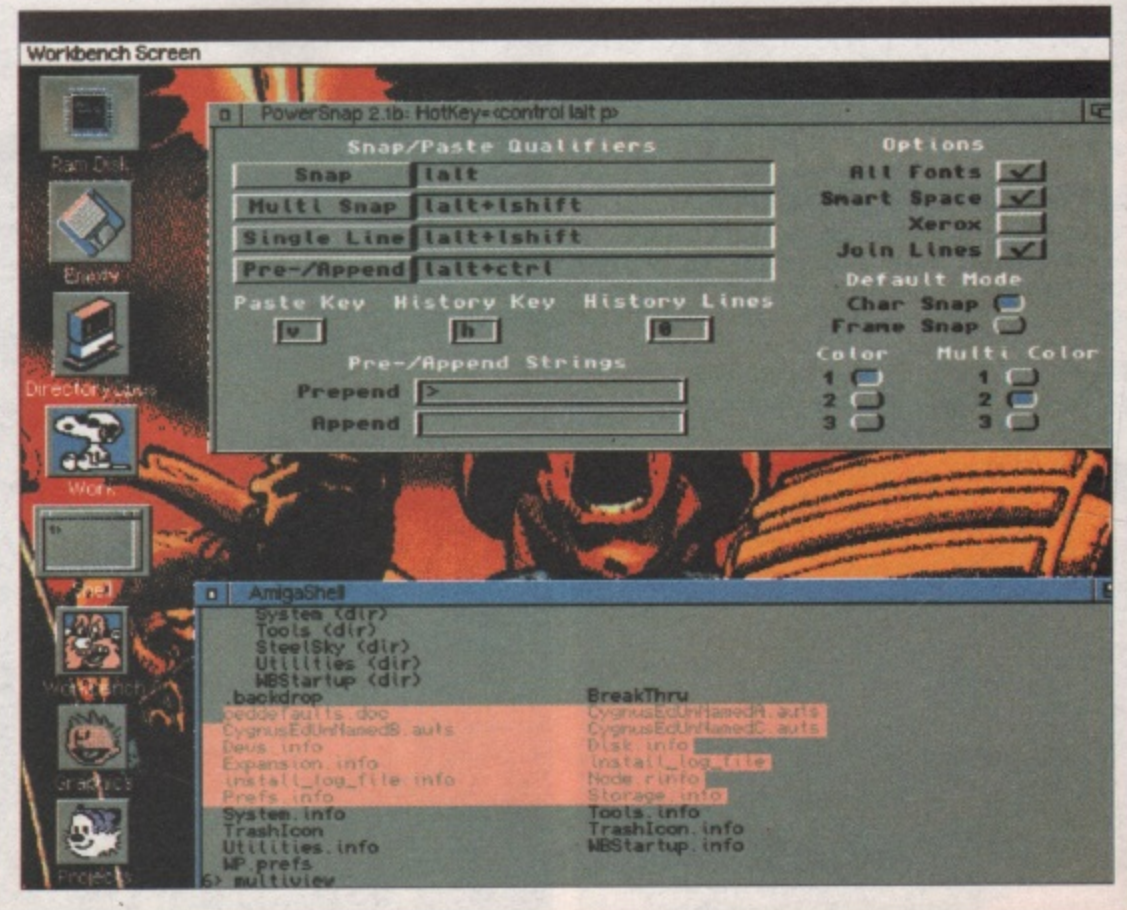 Workbench Screen
PowerSnap 2.1b: HotKey=<control lalt p>
Snap/Paste Qualifiers
Snap lalt
Multi Snap lalt+lshift
Single Line lalt+lshift
Pre-/Append lalt+ctrl
Paste Key History Key History Lines
v h 0
Pre-/Append Strings
Prepend >
Append
Options
All Fonts
Smart Space
Xerox
Join Lines
Default Mode
Char Snap
Frame Snap
Color Multi Color
1 1
2 2
3 3
Ram Disk
Empty
Directory Opus
Work
Shell
Workbench
Graphics
Projects
AmigaShell
System (dir)
Tools (dir)
SteelSky (dir)
Utilities (dir)
WBStartup (dir)
.backdrop BreakThru
ceddefaults.doc CygnusEdUnNamedA.auts
CygnusEdUnNamedB.auts CygnusEdUnNamedC.auts
Devs.info Disk.info
Expansion.info install_log_file
install_log_file.info Node.rinfo
Prefs.info Storage.info
System.info Tools.info
TrashIcon TrashIcon.info
Utilities.info WBStartup.info
WP.prefs
6> multiview